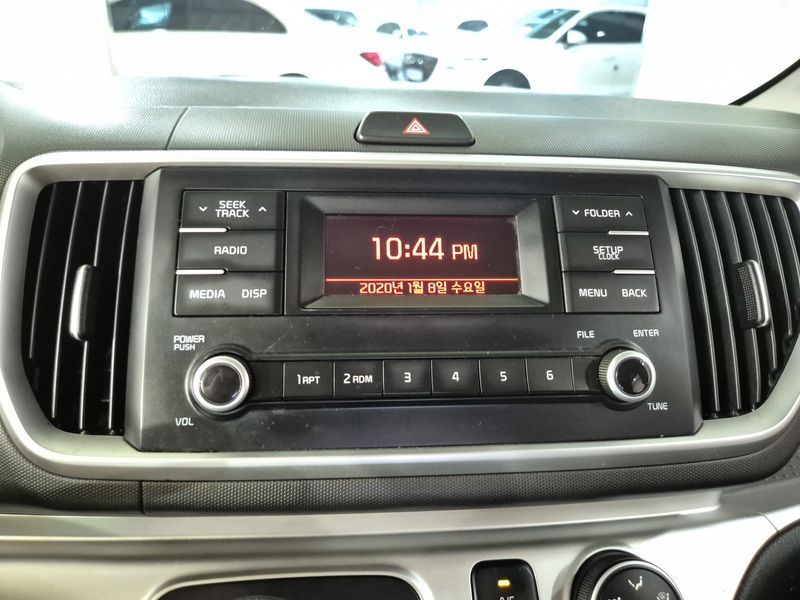 SEEK
TRACK
RADIO
MEDIA DISP
10:44 PM
2020년 1월 8일 수요일
FOLDER
SETUP
CLOCK
MENU BACK
POWER
PUSH
VOL
1 RPT 2 RDM 3 4 5 6
FILE ENTER
TUNE